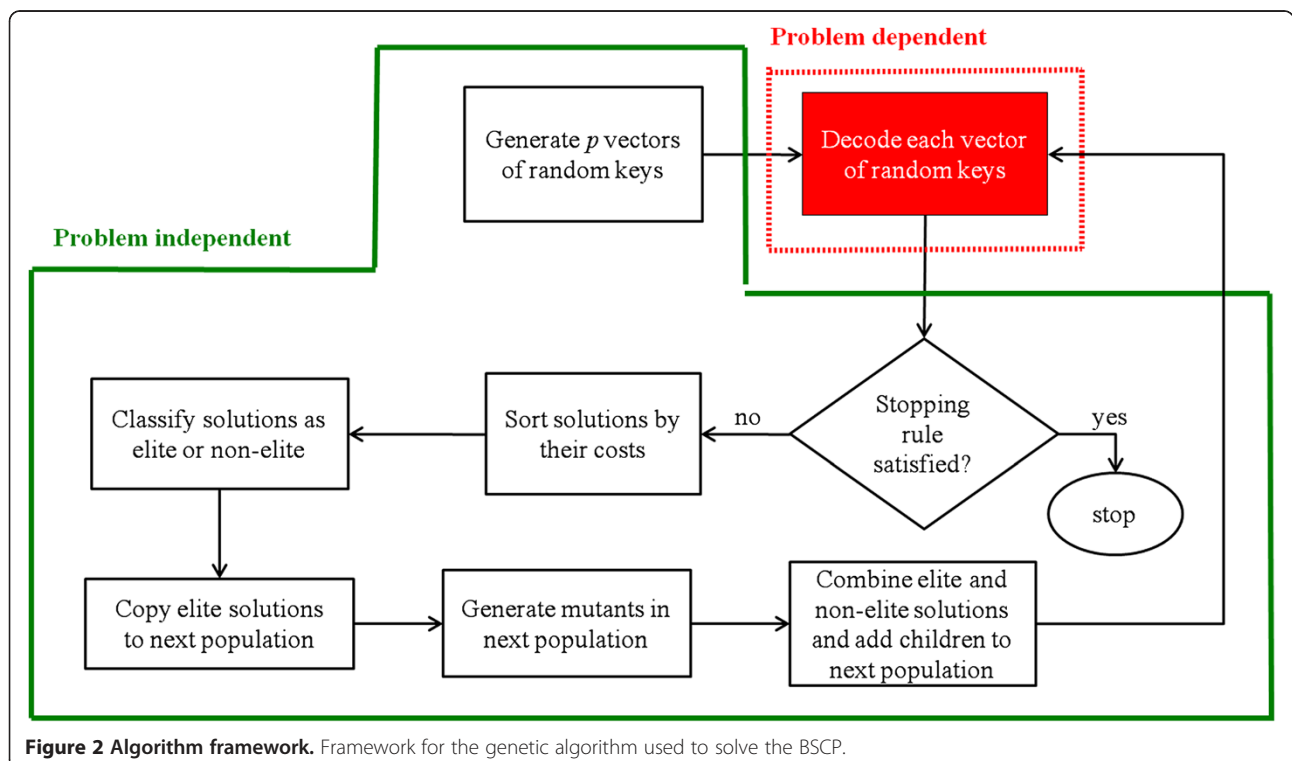 Problem dependent
Generate p vectors
of random keys
Decode each vector
of random keys
Problem independent
Classify solutions as
elite or non-elite
Sort solutions by
their costs
no
Stopping
rule
satisfied?
yes
stop
Copy elite solutions
to next population
Generate mutants in
next population
Combine elite and
non-elite solutions
and add children to
next population
Figure 2 Algorithm framework. Framework for the genetic algorithm used to solve the BSCP.